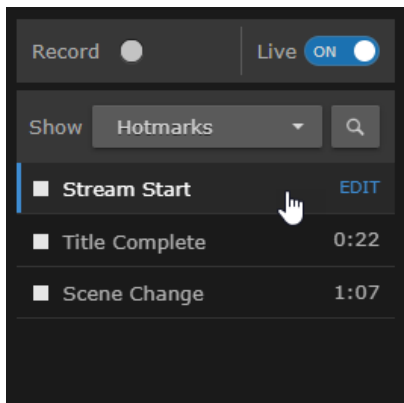 Record Live ON
Show Hotmarks
Stream Start EDIT
Title Complete 0:22
Scene Change 1:07